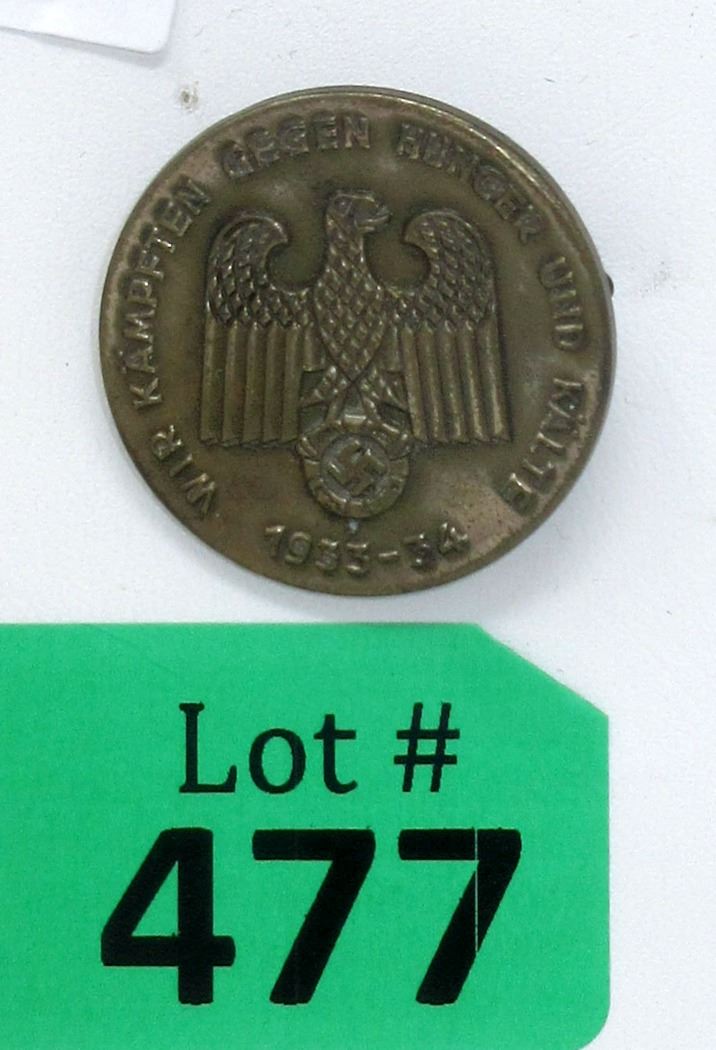 WIR KÄMPFTEN GEGEN HUNGER UND KÄLTE
1933-34
Lot #
477